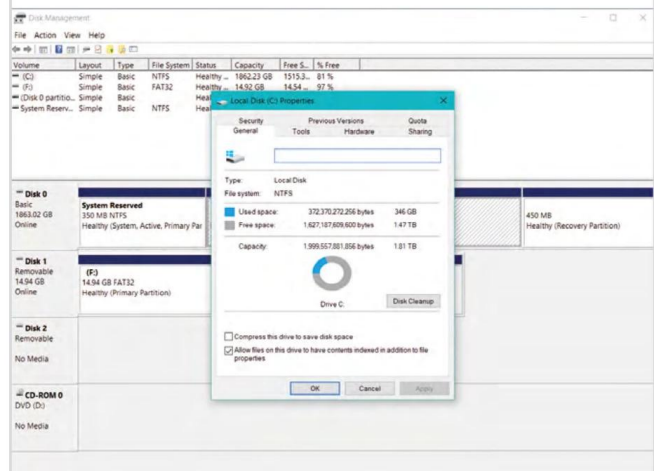 Disk Management
File Action View Help
Volume Layout Type File System Status Capacity Free S... % Free
(C:) Simple Basic NTFS Healthy ... 1862.23 GB 1515.3... 81 %
(F:) Simple Basic FAT32 Healthy ... 14.92 GB 14.54 ... 97 %
(Disk 0 partitio... Simple Basic Heal
System Reserv... Simple Basic NTFS Heal
Local Disk (C:) Properties
Security Previous Versions Quota
General Tools Hardware Sharing
Type: Local Disk
File system: NTFS
Used space: 372,370,272,256 bytes 346 GB
Free space: 1,627,187,609,600 bytes 1.47 TB
Capacity: 1,999,557,881,856 bytes 1.81 TB
Drive C:
Disk Cleanup
Compress this drive to save disk space
Allow files on this drive to have contents indexed in addition to file
properties
OK Cancel Apply
Disk 0
Basic
1863.02 GB
Online
System Reserved
350 MB NTFS
Healthy (System, Active, Primary Par
450 MB
Healthy (Recovery Partition)
Disk 1
Removable
14.94 GB
Online
(F:)
14.94 GB FAT32
Healthy (Primary Partition)
Disk 2
Removable
No Media
CD-ROM 0
DVD (D:)
No Media